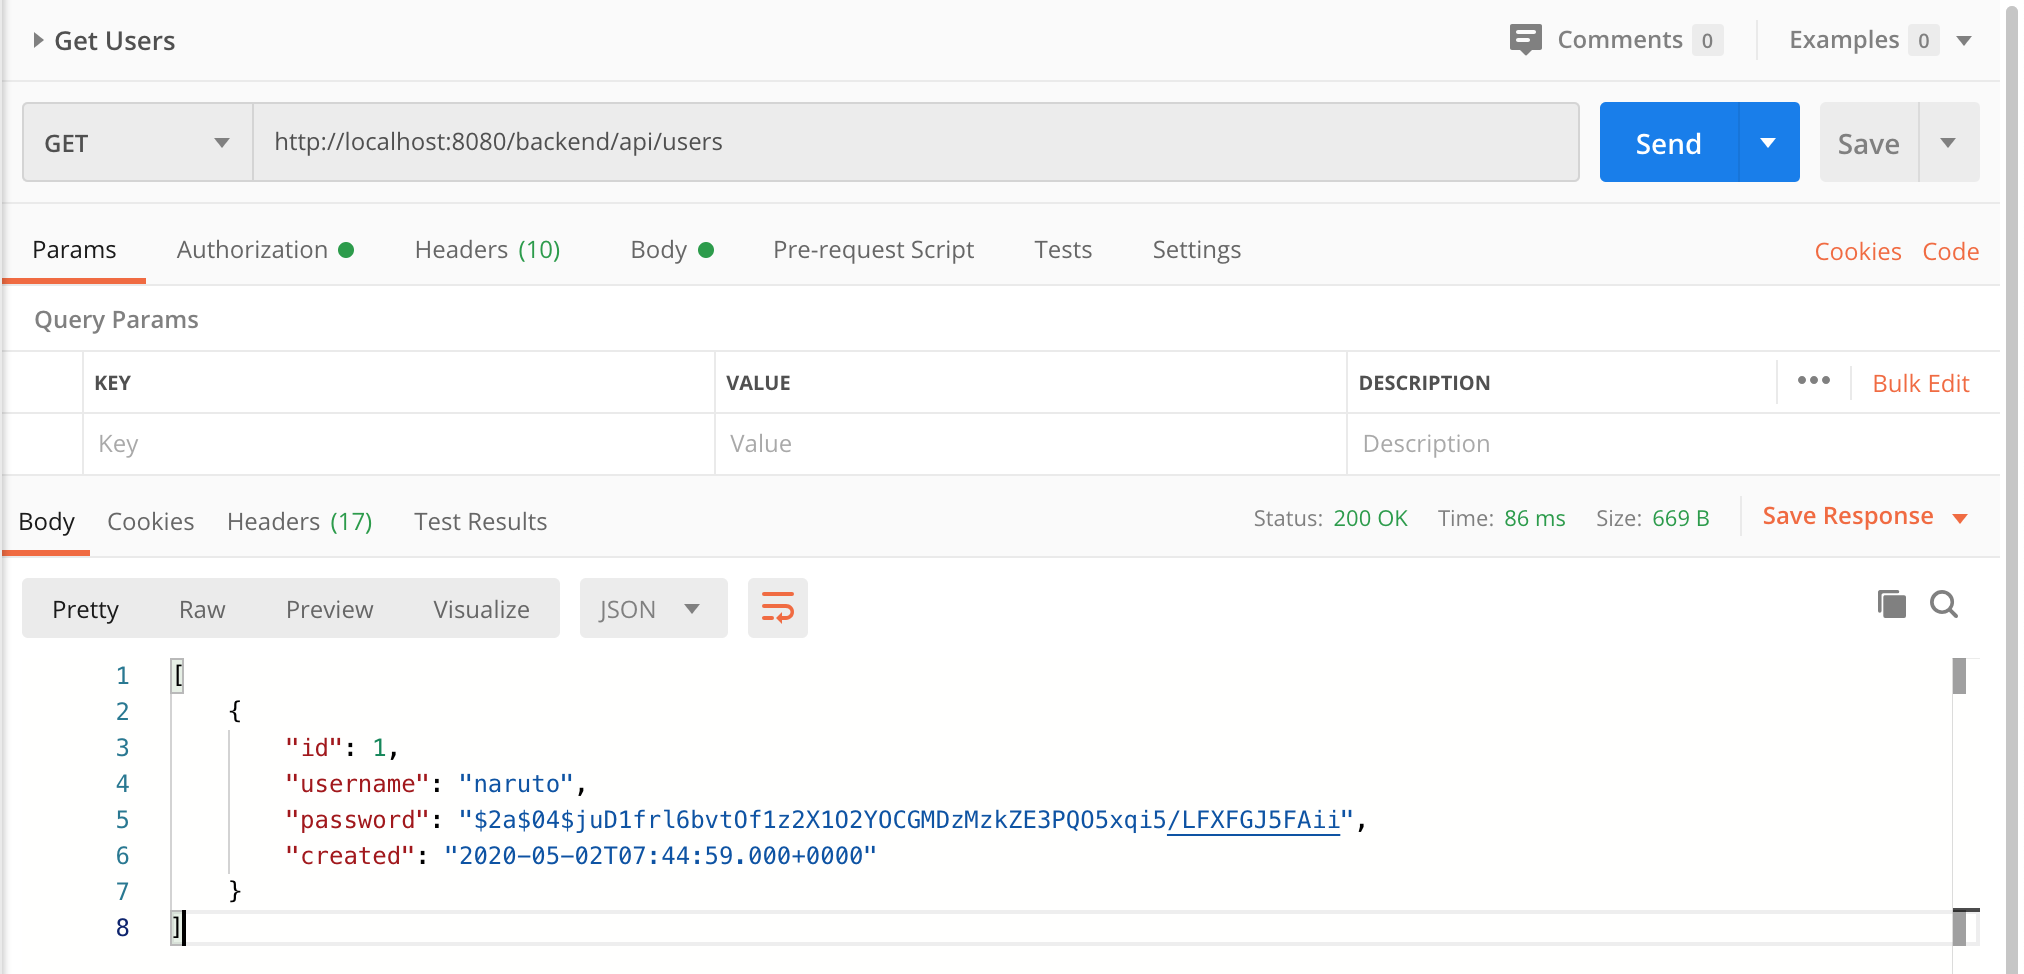 Get Users
Comments 0
Examples 0
GET
http://localhost:8080/backend/api/users
Send
Save
Params Authorization Headers (10) Body Pre-request Script Tests Settings Cookies Code
Query Params
KEY VALUE DESCRIPTION ••• Bulk Edit
Key Value Description
Body Cookies Headers (17) Test Results Status: 200 OK Time: 86 ms Size: 669 B Save Response
Pretty Raw Preview Visualize JSON
1 [
2 {
3 "id": 1,
4 "username": "naruto",
5 "password": "$2a$04$juD1frl6bvtOf1z2X1O2YOCGMDzMzkZE3PQO5xqi5/LFXFGJ5FAii",
6 "created": "2020-05-02T07:44:59.000+0000"
7 }
8 ]